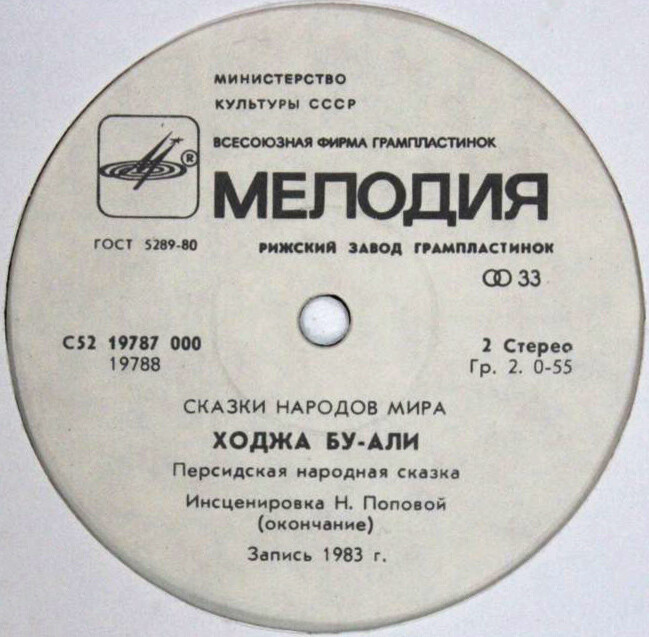 МИНИСТЕРСТВО
КУЛЬТУРЫ СССР
ВСЕСОЮЗНАЯ ФИРМА ГРАМПЛАСТИНОК
®
МЕЛОДИЯ
ГОСТ 5289-80
РИЖСКИЙ ЗАВОД ГРАМПЛАСТИНОК
33
С52 19787 000
19788
2 Стерео
Гр. 2. 0-55
СКАЗКИ НАРОДОВ МИРА
ХОДЖА БУ-АЛИ
Персидская народная сказка
Инсценировка Н. Поповой
(окончание)
Запись 1983 г.